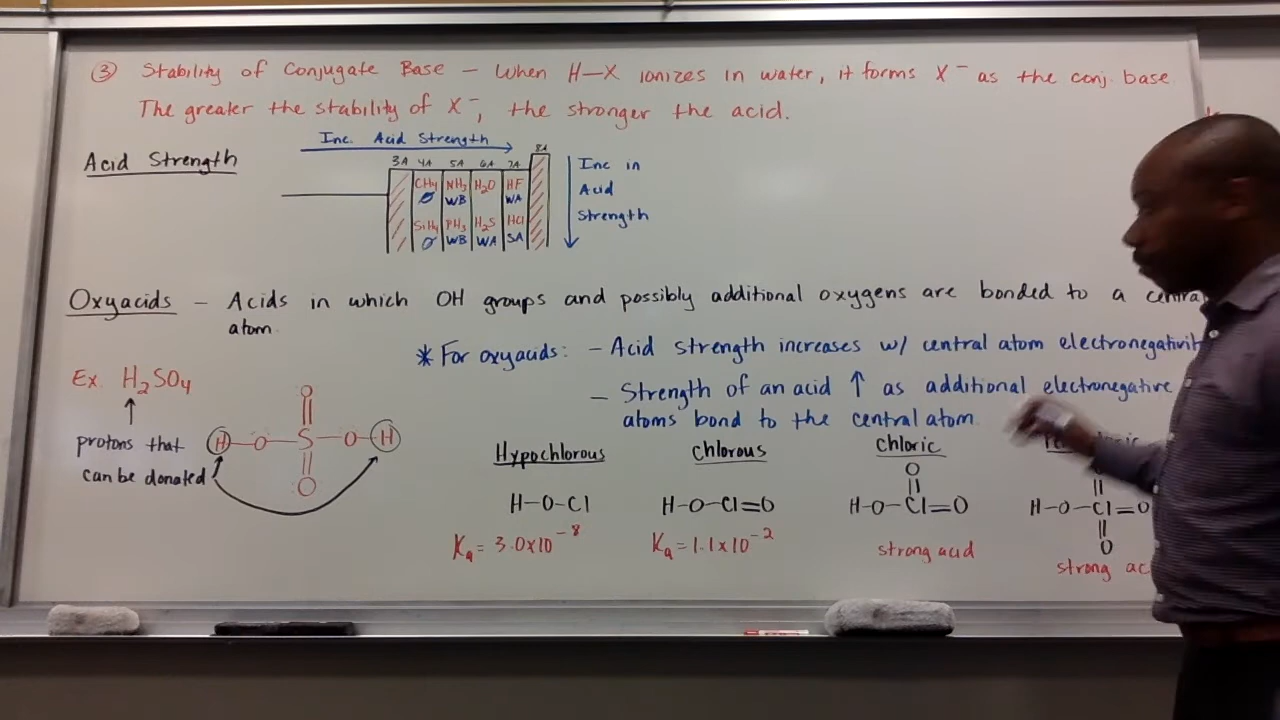 ③ Stability of Conjugate Base – When H–X ionizes in water, it forms X⁻ as the conj. base
The greater the stability of X⁻, the stronger the acid.
Inc. Acid Strength
Acid Strength
3A 4A 5A 6A 7A 8A
CH₄ NH₃ H₂O HF
∅ WB WA
SiH₄ PH₃ H₂S HCl
∅ WB WA SA
Inc in
Acid
Strength
Oxyacids – Acids in which OH groups and possibly additional oxygens are bonded to a
atom.
* For oxyacids: – Acid strength increases w/ central atom
– Strength of an acid ↑ as additional electronegative
atoms bond to the central atom.
Ex. H₂SO₄
protons that
can be donated
O
H–O–S–O–H
O
Hypochlorous
H–O–Cl
Kₐ = 3.0x10⁻⁸
Chlorous
H–O–Cl=O
Kₐ = 1.1x10⁻²
Chloric
O
H–O–Cl=O
strong acid
H–O–Cl=O
O
strong